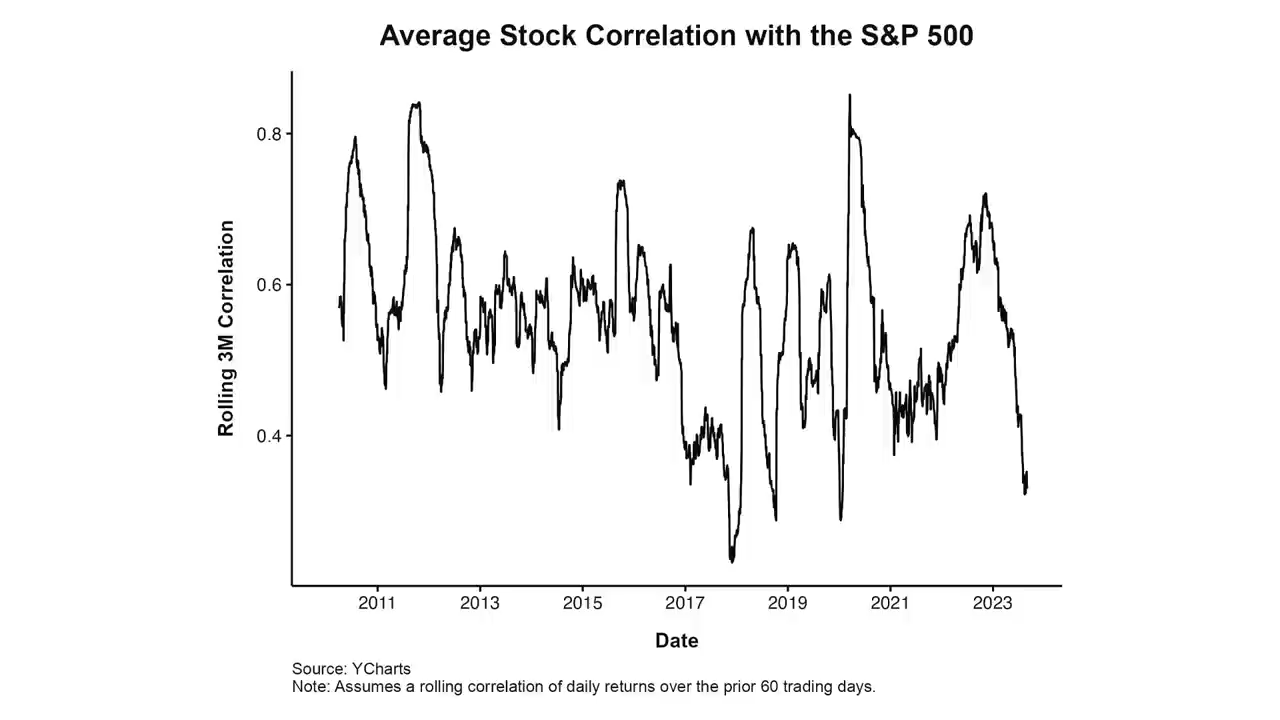 Average Stock Correlation with the S&P 500
Rolling 3M Correlation
0.8
0.6
0.4
2011 2013 2015 2017 2019 2021 2023
Date
Source: YCharts
Note: Assumes a rolling correlation of daily returns over the prior 60 trading days.